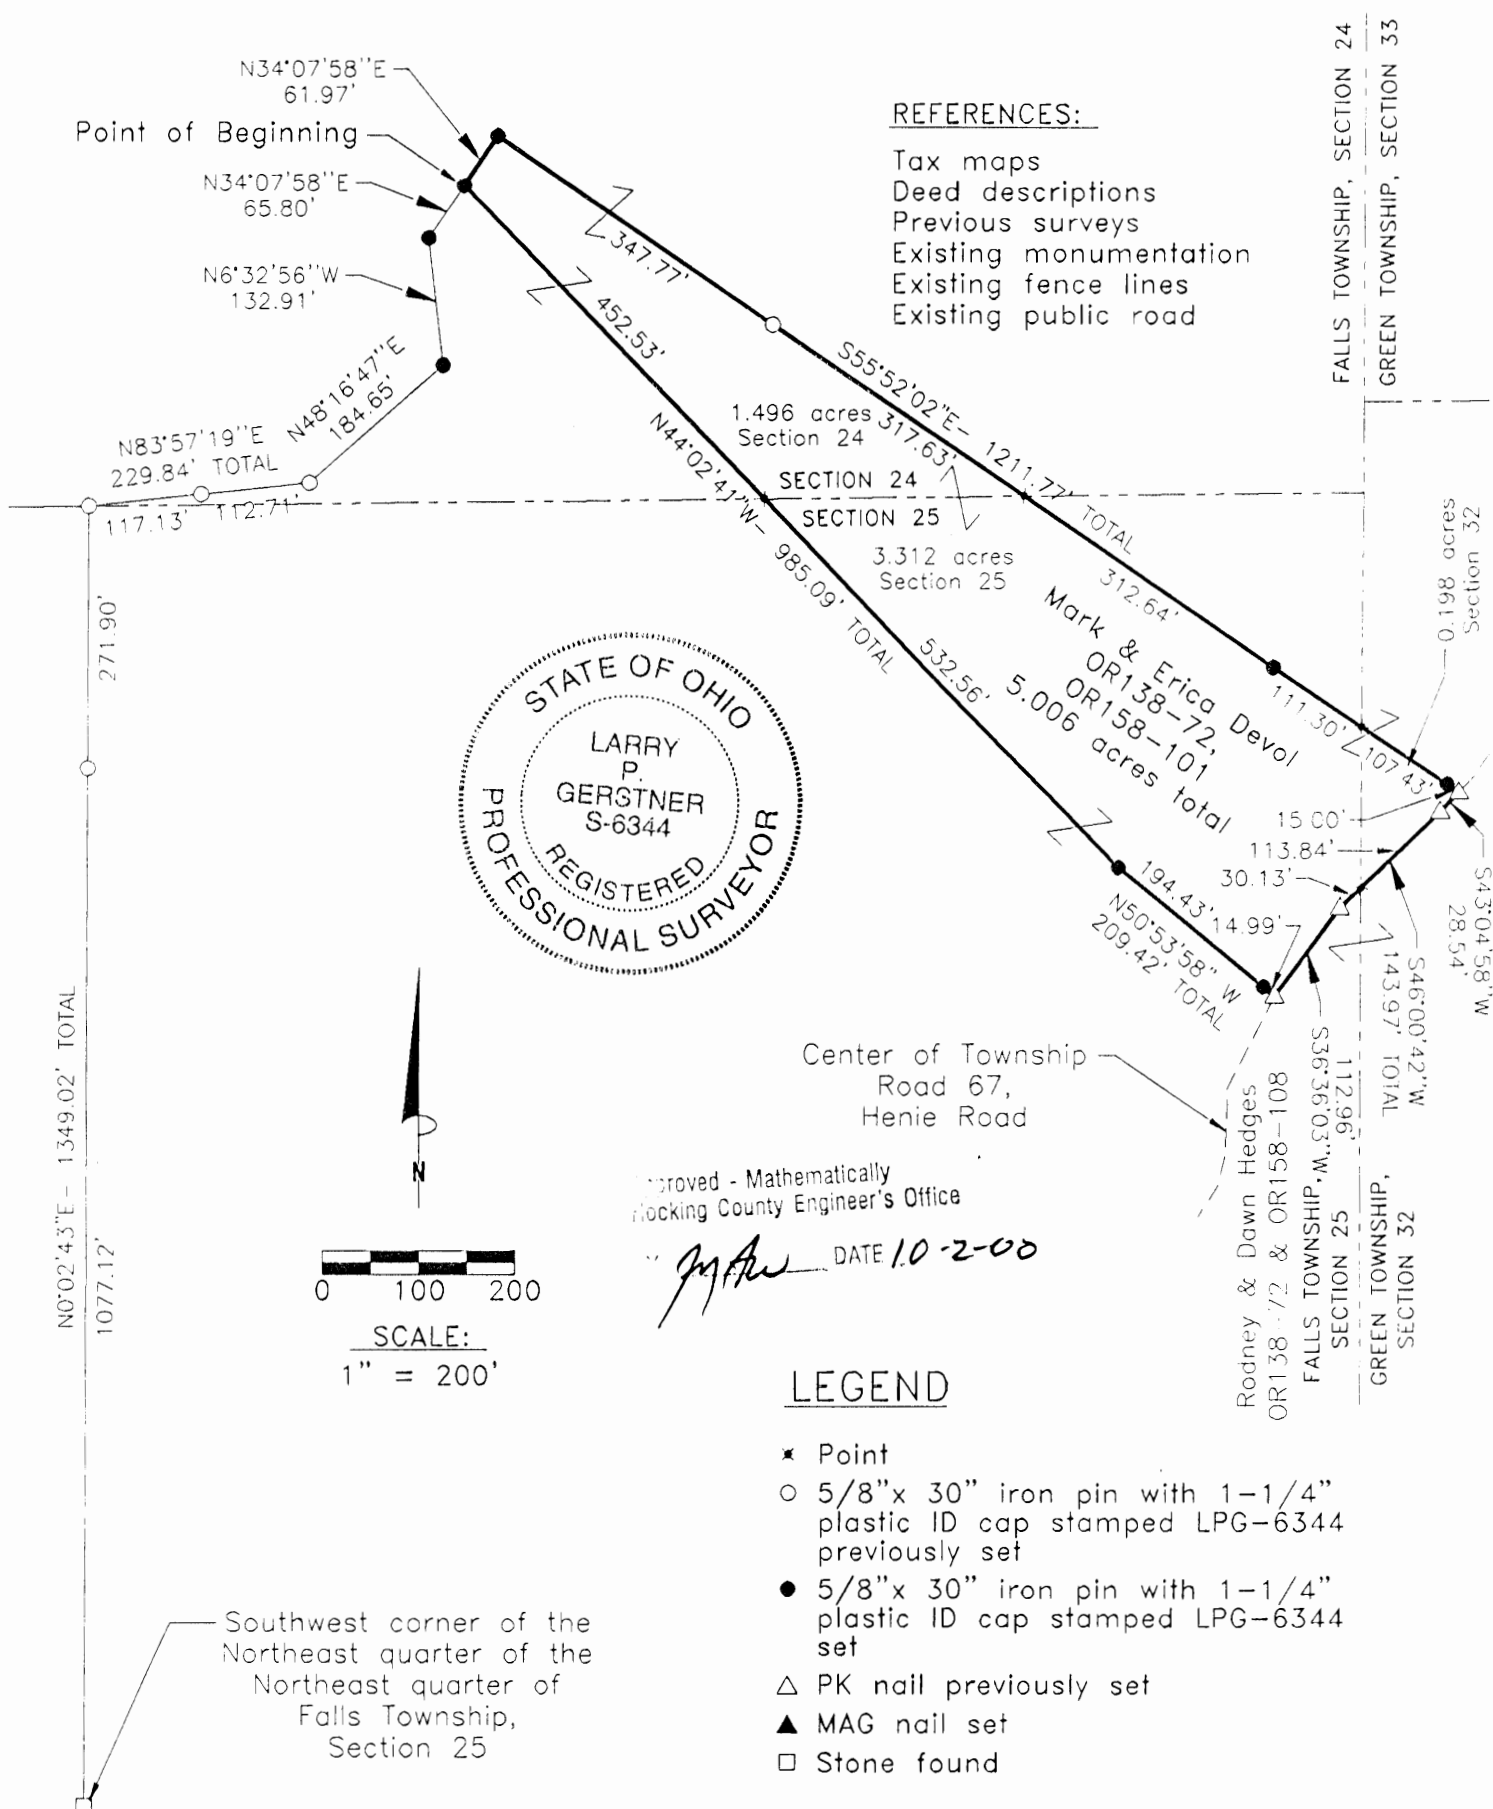 N34°07'58"E
61.97'
Point of Beginning
N34°07'58"E
65.80'
N6°32'56"W
132.91'
N48°16'47"E
184.65'
N83°57'19"E
229.84' TOTAL
117.13'
112.71'
271.90'
N0°02'43"E- 1349.02' TOTAL
1077.12'
REFERENCES:
Tax maps
Deed descriptions
Previous surveys
Existing monumentation
Existing fence lines
Existing public road
FALLS TOWNSHIP, SECTION 24
GREEN TOWNSHIP, SECTION 33
347.77'
452.53'
S55°52'02"E- 1211.77' TOTAL
317.63'
1.496 acres
Section 24
N44°02'41"W- 985.09' TOTAL
SECTION 24
SECTION 25
3.312 acres
Section 25
312.64'
532.56'
Mark & Erica Devol
OR138-72,
OR158-101
5.006 acres total
0.198 acres
Section 32
111.30'
107.43'
15.00'
113.84'
30.13'
14.99'
194.43'
N50°53'58" W
209.42' TOTAL
S43°04'58"W
28.54'
S46°00'42"W
143.97' TOTAL
S36°36'03"W
112.96'
STATE OF OHIO
LARRY
P.
GERSTNER
S-6344
REGISTERED
PROFESSIONAL SURVEYOR
Center of Township
Road 67,
Henie Road
Rodney & Dawn Hedges
OR138-72 & OR158-108
FALLS TOWNSHIP,
SECTION 25
GREEN TOWNSHIP,
SECTION 32
N
proved - Mathematically
Hocking County Engineer's Office
DATE 10-2-00
0 100 200
SCALE:
1" = 200'
LEGEND
Point
5/8"x 30" iron pin with 1-1/4"
plastic ID cap stamped LPG-6344
previously set
5/8"x 30" iron pin with 1-1/4"
plastic ID cap stamped LPG-6344
set
PK nail previously set
MAG nail set
Stone found
Southwest corner of the
Northeast quarter of the
Northeast quarter of
Falls Township,
Section 25